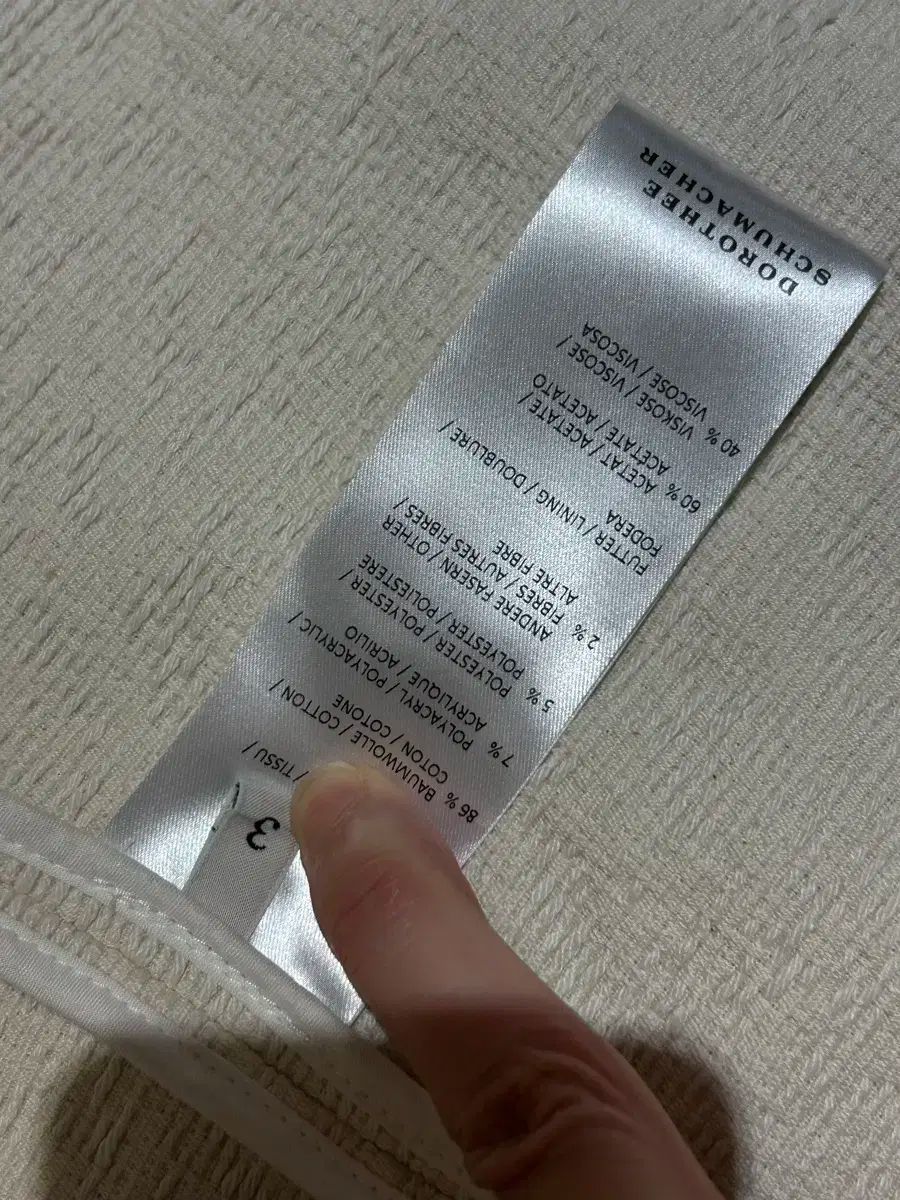 3
/ TISSU /
86 % BAUMWOLLE / COTTON /
COTON / COTONE
7 % POLYACRYL / POLYACRYLIC /
ACRYLIQUE / ACRILIO
5 % POLYESTER / POLYESTER /
POLYESTER / POLIESTERE
2 % ANDERE FASERN / OTHER
FIBRES / AUTRES FIBRES /
ALTRE FIBRE
FUTTER / LINING / DOUBLURE /
FODERA
60 % ACETAT / ACETATE /
ACÉTATE / ACETATO
40 % VISKOSE / VISCOSE /
VISCOSE / VISCOSA
DOROTHEE
SCHUMACHER